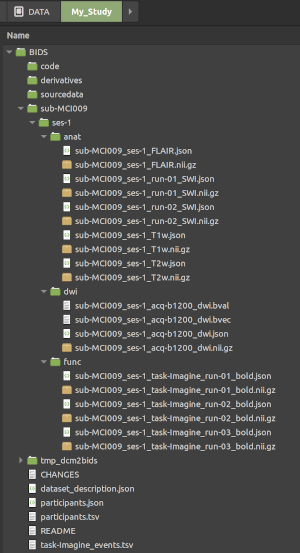 DATA My_Study
Name
BIDS
code
derivatives
sourcedata
sub-MCI009
ses-1
anat
sub-MCI009_ses-1_FLAIR.json
sub-MCI009_ses-1_FLAIR.nii.gz
sub-MCI009_ses-1_run-01_SWI.json
sub-MCI009_ses-1_run-01_SWI.nii.gz
sub-MCI009_ses-1_run-02_SWI.json
sub-MCI009_ses-1_run-02_SWI.nii.gz
sub-MCI009_ses-1_T1w.json
sub-MCI009_ses-1_T1w.nii.gz
sub-MCI009_ses-1_T2w.json
sub-MCI009_ses-1_T2w.nii.gz
dwi
sub-MCI009_ses-1_acq-b1200_dwi.bval
sub-MCI009_ses-1_acq-b1200_dwi.bvec
sub-MCI009_ses-1_acq-b1200_dwi.json
sub-MCI009_ses-1_acq-b1200_dwi.nii.gz
func
sub-MCI009_ses-1_task-Imagine_run-01_bold.json
sub-MCI009_ses-1_task-Imagine_run-01_bold.nii.gz
sub-MCI009_ses-1_task-Imagine_run-02_bold.json
sub-MCI009_ses-1_task-Imagine_run-02_bold.nii.gz
sub-MCI009_ses-1_task-Imagine_run-03_bold.json
sub-MCI009_ses-1_task-Imagine_run-03_bold.nii.gz
tmp_dcm2bids
CHANGES
dataset_description.json
participants.json
participants.tsv
README
task-Imagine_events.tsv